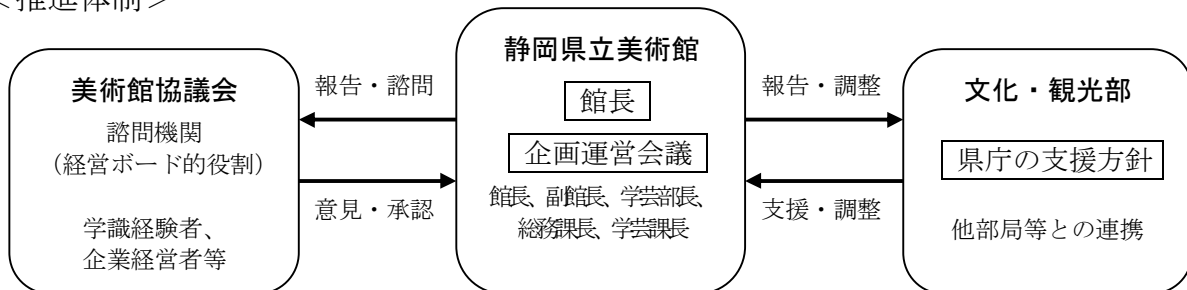 ＜推進体制＞
美術館協議会
諮問機関
（経営ボード的役割）
学識経験者、
企業経営者等
報告・諮問
意見・承認
静岡県立美術館
館長
企画運営会議
館長、副館長、学芸部長、
総務課長、学芸課長
報告・調整
支援・調整
文化・観光部
県庁の支援方針
他部局等との連携